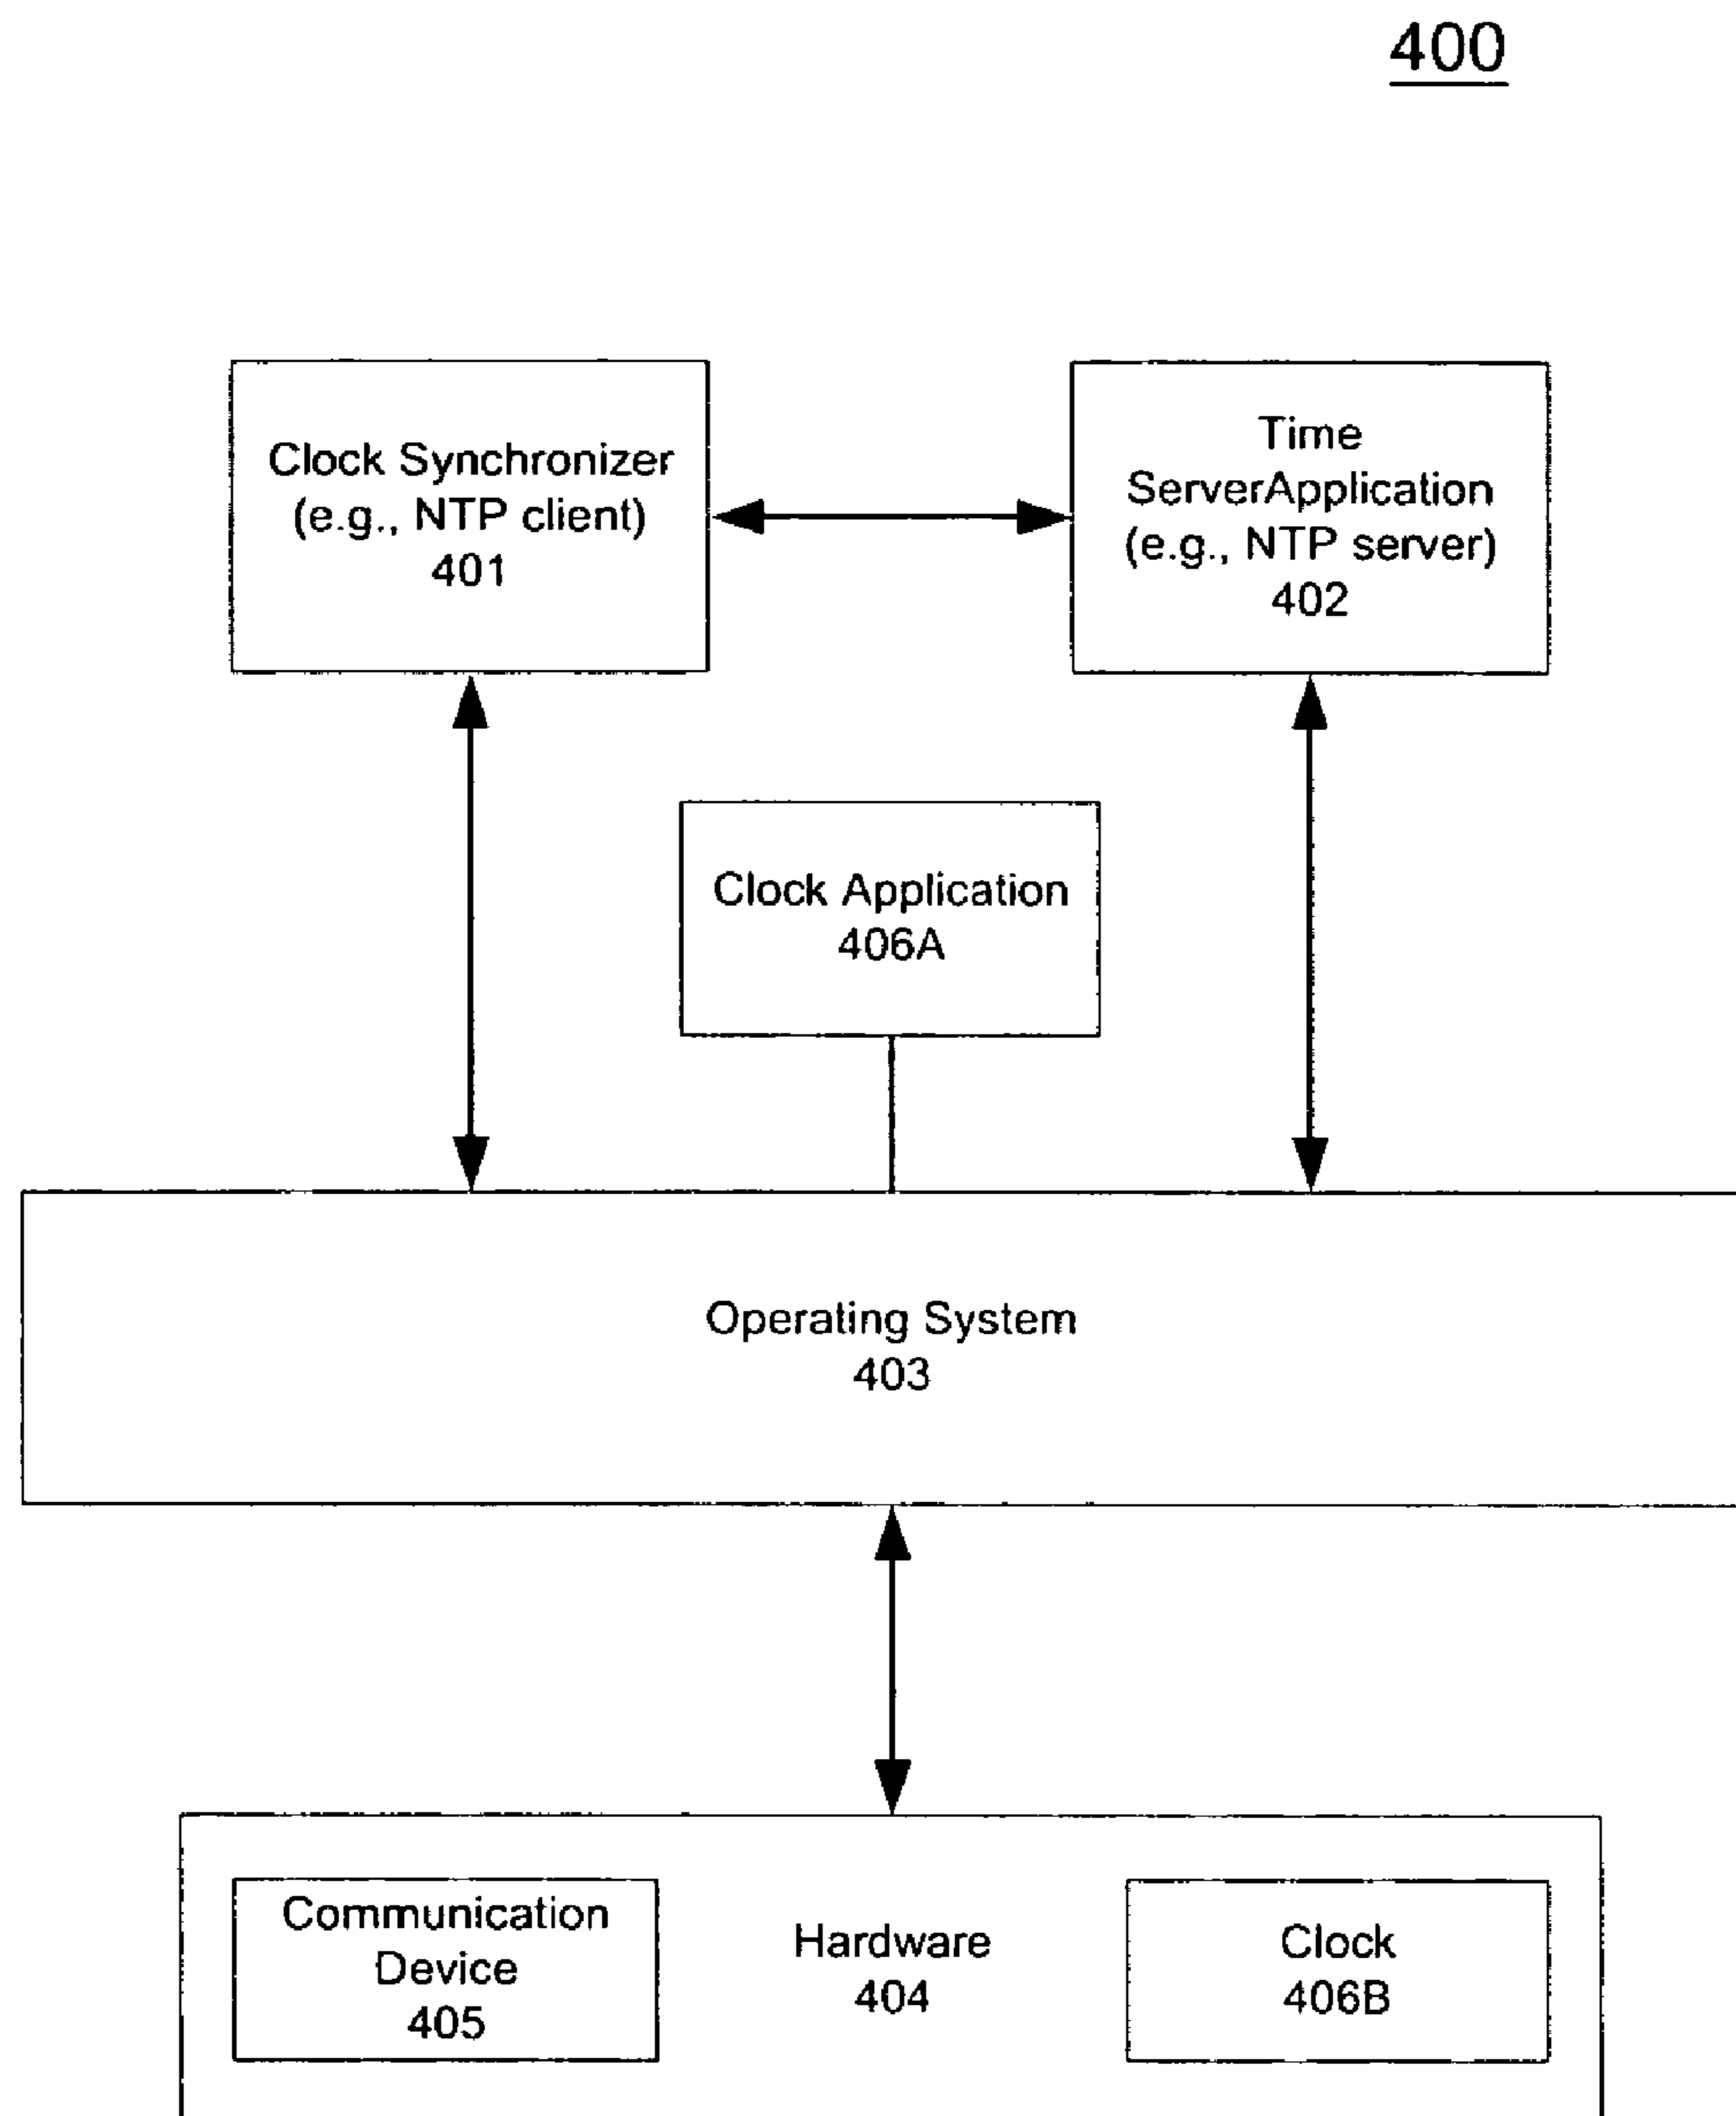 400
Clock Synchronizer
(e.g., NTP client)
401
Time
ServerApplication
(e.g., NTP server)
402
Clock Application
406A
Operating System
403
Communication
Device
405
Hardware
404
Clock
406B